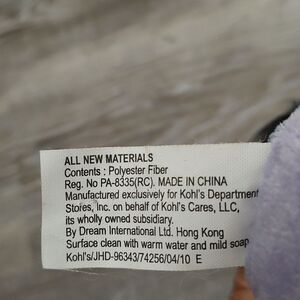 ALL NEW MATERIALS
Contents : Polyester Fiber
Reg. No PA-8335(RC). MADE IN CHINA
Manufactured exclusively for Kohl's Department
Stores, Inc. on behalf of Kohl's Cares, LLC,
its wholly owned subsidiary.
By Dream International Ltd. Hong Kong
Surface clean with warm water and mild soap
Kohl's/JHD-96343/74256/04/10 E